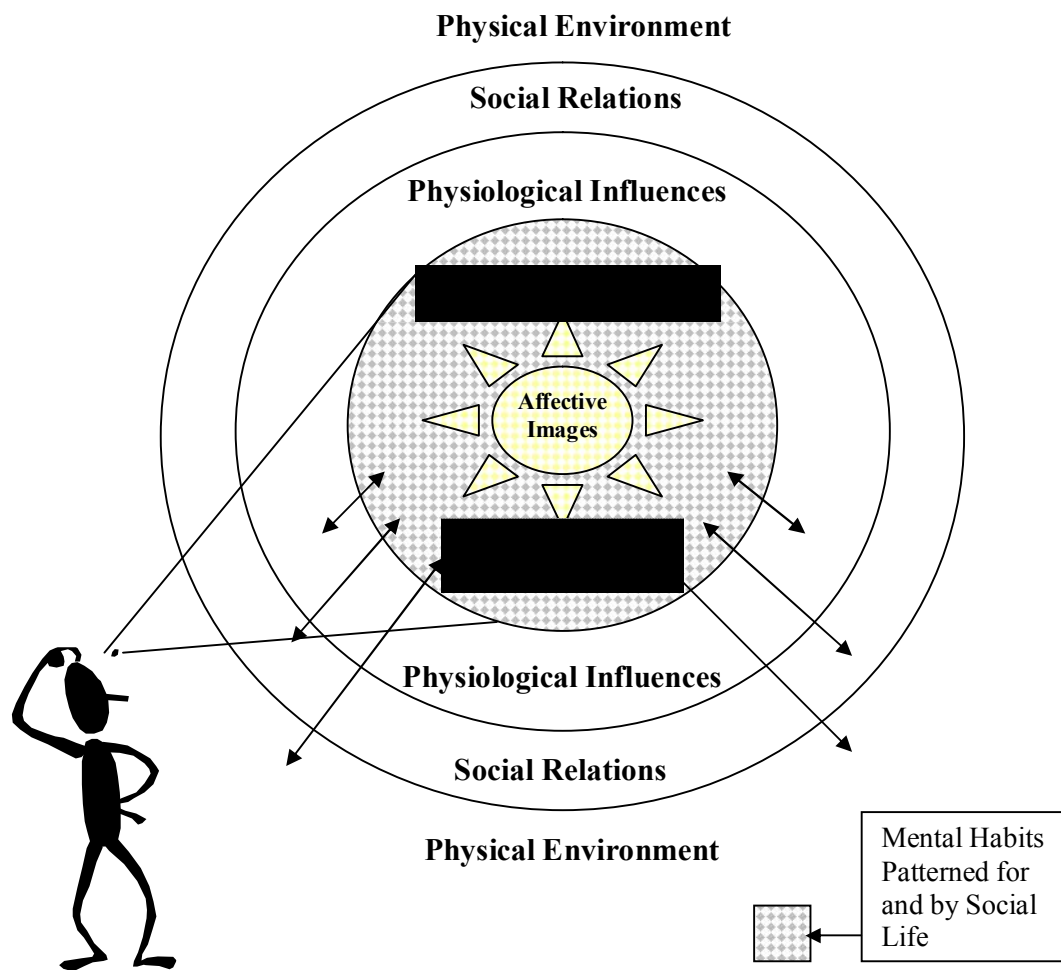 Physical Environment
Social Relations
Physiological Influences
Affective
Images
Physiological Influences
Social Relations
Physical Environment
Mental Habits
Patterned for
and by Social
Life